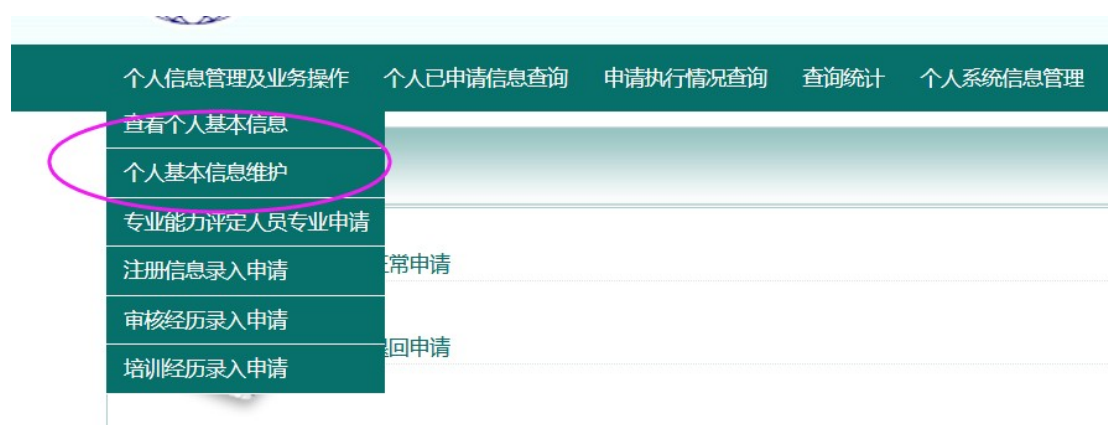 个人信息管理及业务操作 个人已申请信息查询 申请执行情况查询 查询统计 个人系统信息管理
查看个人基本信息
个人基本信息维护
专业能力评定人员专业申请
注册信息录入申请
常申请
审核经历录入申请
回申请
培训经历录入申请